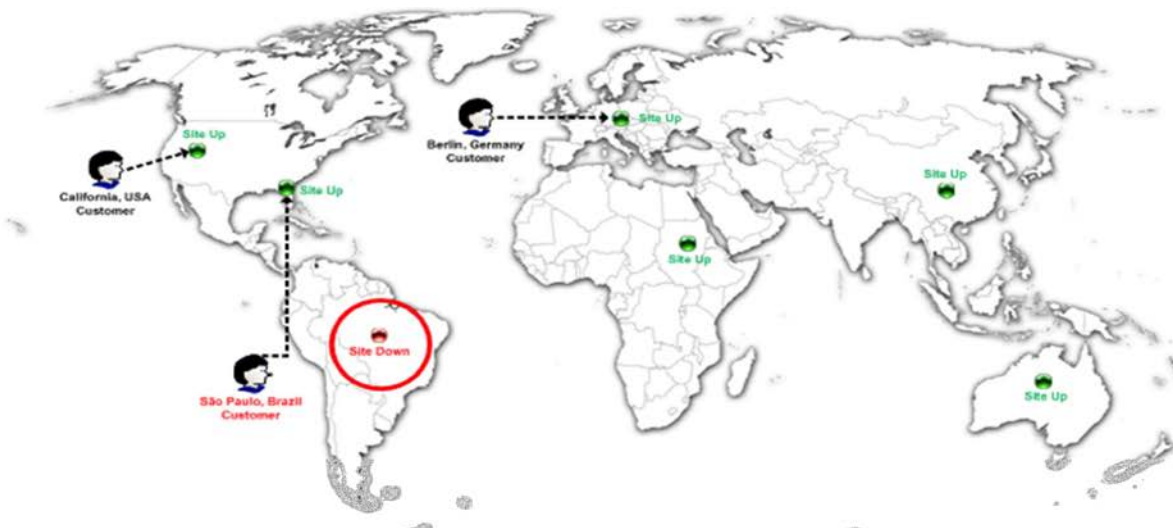 Site Up
California, USA
Customer
Site Up
Berlin, Germany
Customer
Site Up
Site Up
Site Up
Site Down
São Paulo, Brazil
Customer
Site Up